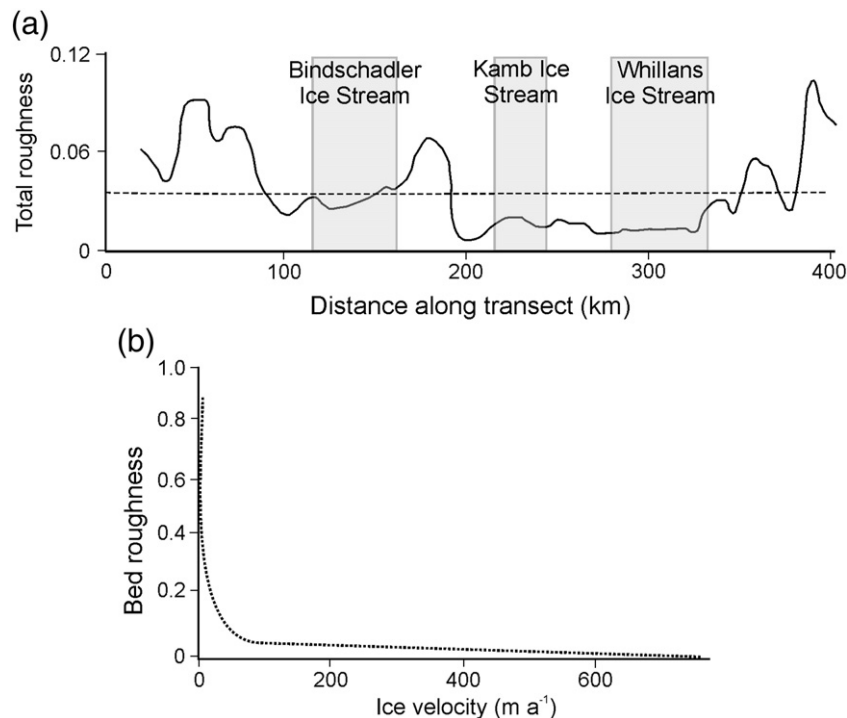 (a)
0.12
0.06
0
Total roughness
Bindschadler
Ice Stream
Kamb Ice
Stream
Whillans
Ice Stream
0
100
200
300
400
Distance along transect (km)
(b)
1.0
0.8
0.6
0.4
0.2
0
Bed roughness
0
200
400
600
Ice velocity (m a⁻¹)